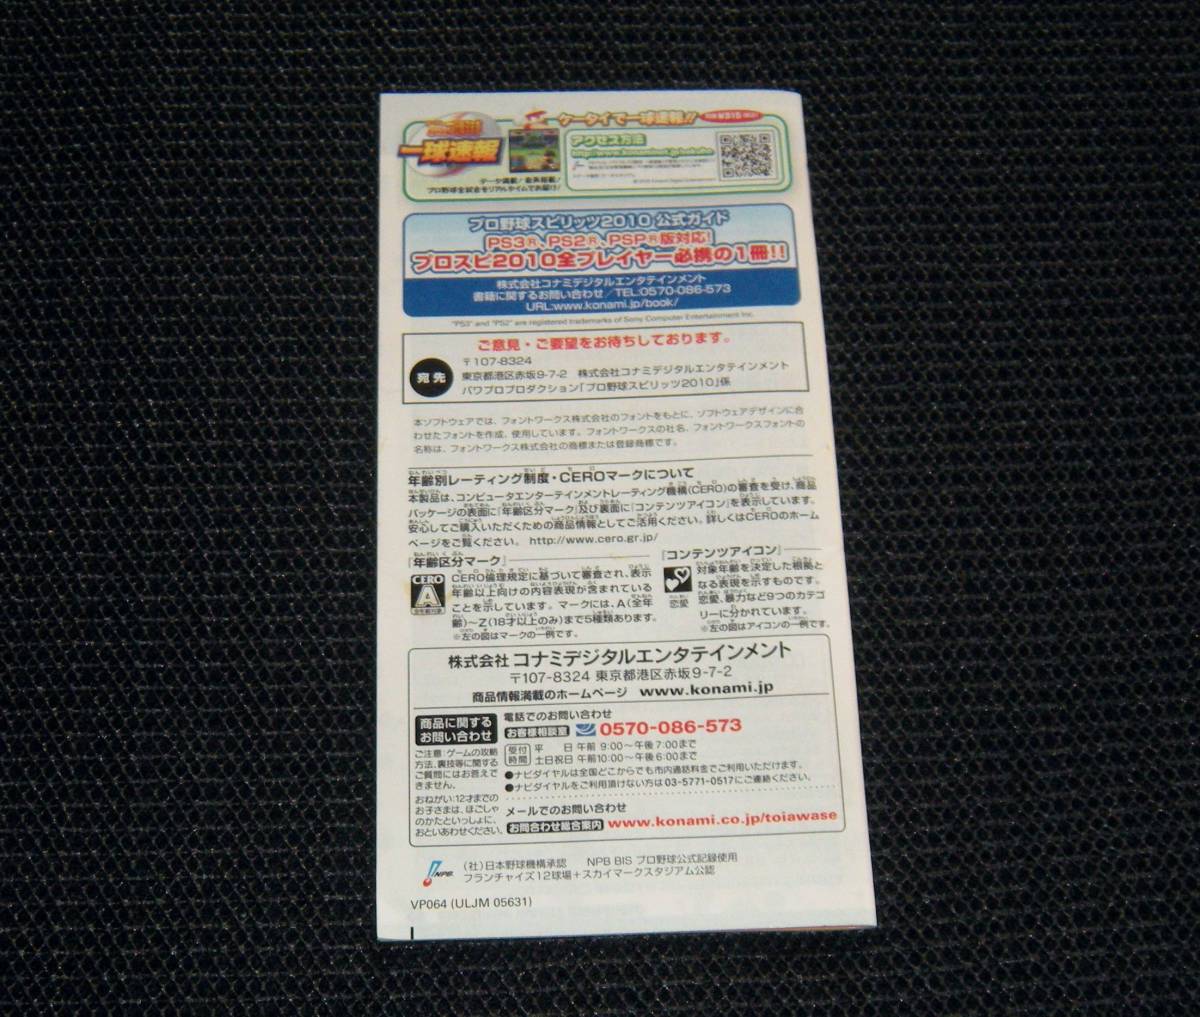 一球速報
ケータイで一球速報!!
アクセス方法
データ満載!
プロ野球全試合をリアルタイムでお届け!
プロ野球スピリッツ2010 公式ガイド
PS3®、PS2®、PSP®版対応!
プロスピ2010全プレイヤー必携の1冊!!
株式会社コナミデジタルエンタテインメント
書籍に関するお問い合わせ/TEL:0570-086-573
URL:www.konami.jp/book/
"PS3" and "PS2" are registered trademarks of Sony Computer Entertainment Inc.
ご意見・ご要望をお待ちしております。
宛先
〒107-8324
東京都港区赤坂9-7-2 株式会社コナミデジタルエンタテインメント
パワプロプロダクション「プロ野球スピリッツ2010」係
本ソフトウェアでは、フォントワークス株式会社のフォントをもとに、ソフトウェアデザインに合
わせたフォントを作成、使用しています。フォントワークスの社名、フォントワークスフォントの
名称は、フォントワークス株式会社の商標または登録商標です。
年齢別レーティング制度・CEROマークについて
本製品は、コンピュータエンターテインメントレーティング機構(CERO)の審査を受け、商品
パッケージの表面に『年齢区分マーク』及び裏面に『コンテンツアイコン』を表示しています。
安心してご購入いただくための商品情報としてご活用ください。詳しくはCEROのホーム
ページをご覧ください。 http://www.cero.gr.jp/
『年齢区分マーク』
CERO
A
全年齢対象
CERO倫理規定に基づいて審査され、表示
年齢以上向けの内容表現が含まれている
ことを示しています。マークには、A(全年
齢)～Z(18才以上のみ)まで5種類あります。
※左の図はマークの一例です。
『コンテンツアイコン』
恋愛
対象年齢を決定した根拠と
なる表現を示すものです。
恋愛、暴力など9つのカテゴ
リーに分かれています。
※左の図はアイコンの一例です。
株式会社 コナミデジタルエンタテインメント
〒107-8324 東京都港区赤坂9-7-2
商品情報満載のホームページ www.konami.jp
商品に関する
お問い合わせ
ご注意:ゲームの攻略
方法、裏技等に関する
ご質問にはお答えで
きません。
おねがい:12才までの
お子さまは、ほごしゃ
のかたといっしょに、
おといあわせください。
電話でのお問い合わせ
お客様相談室 0570-086-573
受付時間 平 日 午前 9:00～午後7:00まで
土日祝日 午前10:00～午後6:00まで
●ナビダイヤルは全国どこからでも市内通話料金でご利用いただけます。
●ナビダイヤルをご利用頂けない方は03-5771-0517にご連絡ください。
メールでのお問い合わせ
お問合わせ総合案内 www.konami.co.jp/toiawase
NPB
(社)日本野球機構承認 NPB BIS プロ野球公式記録使用
フランチャイズ12球場+スカイマークスタジアム公認
VP064 (ULJM 05631)